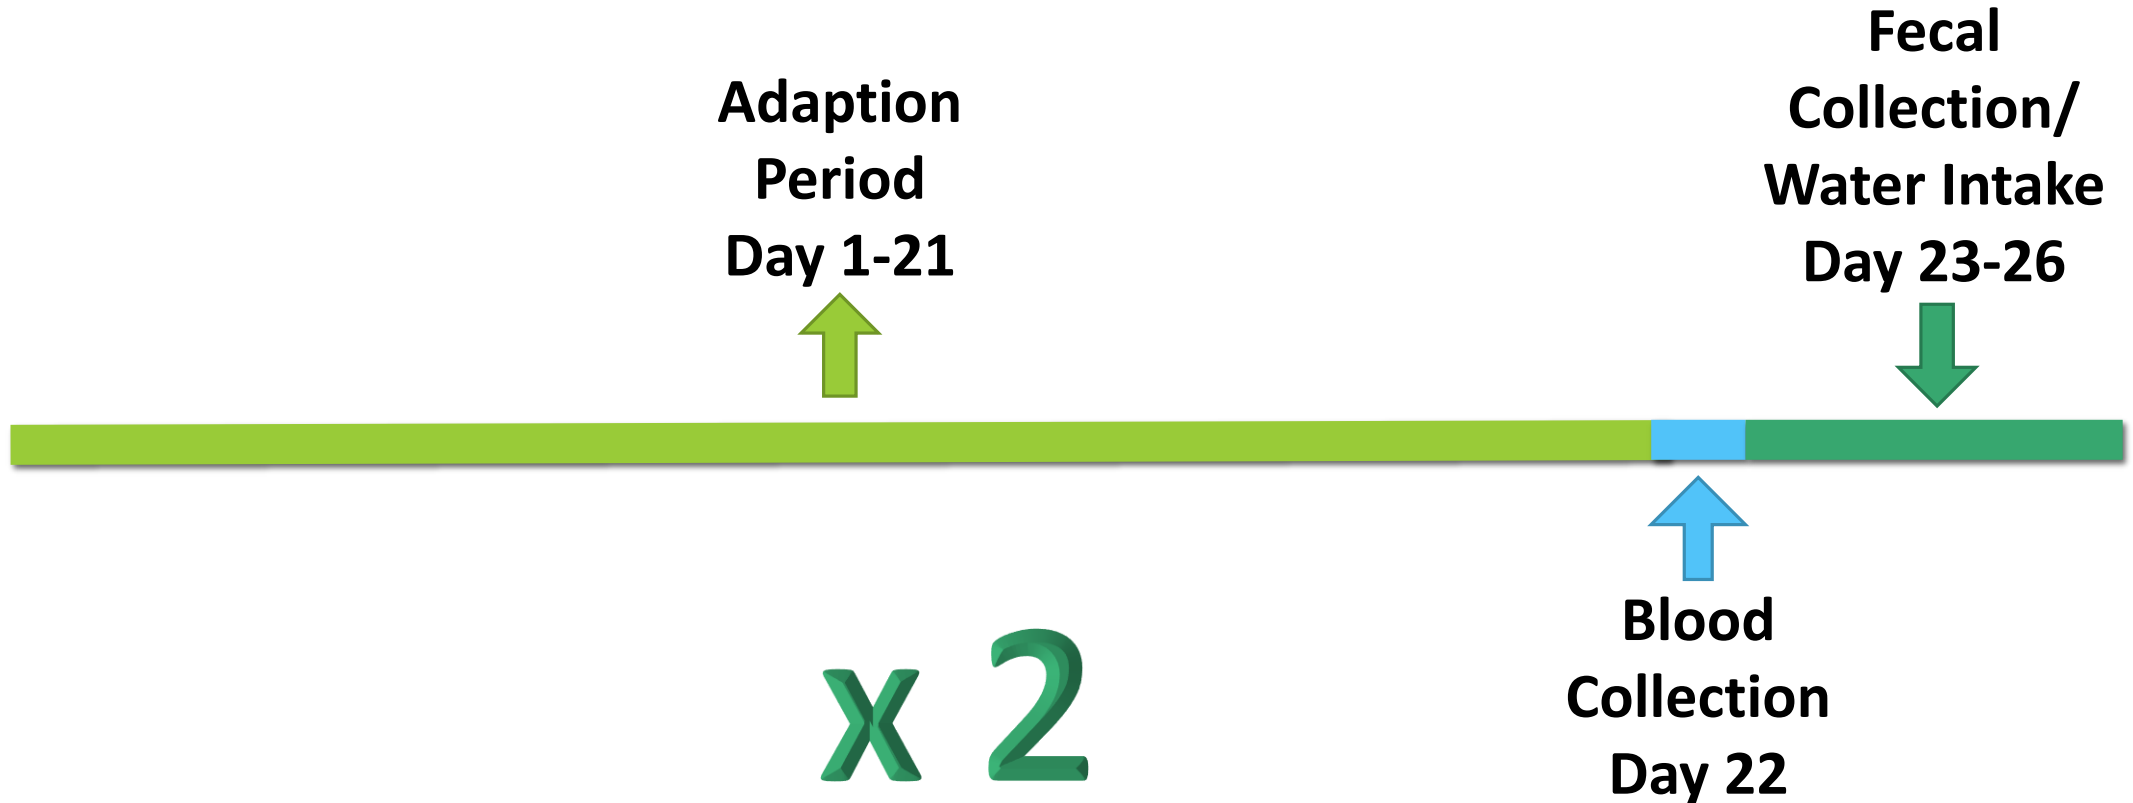 Adaption
Period
Day 1-21
Fecal
Collection/
Water Intake
Day 23-26
Blood
Collection
Day 22
x 2